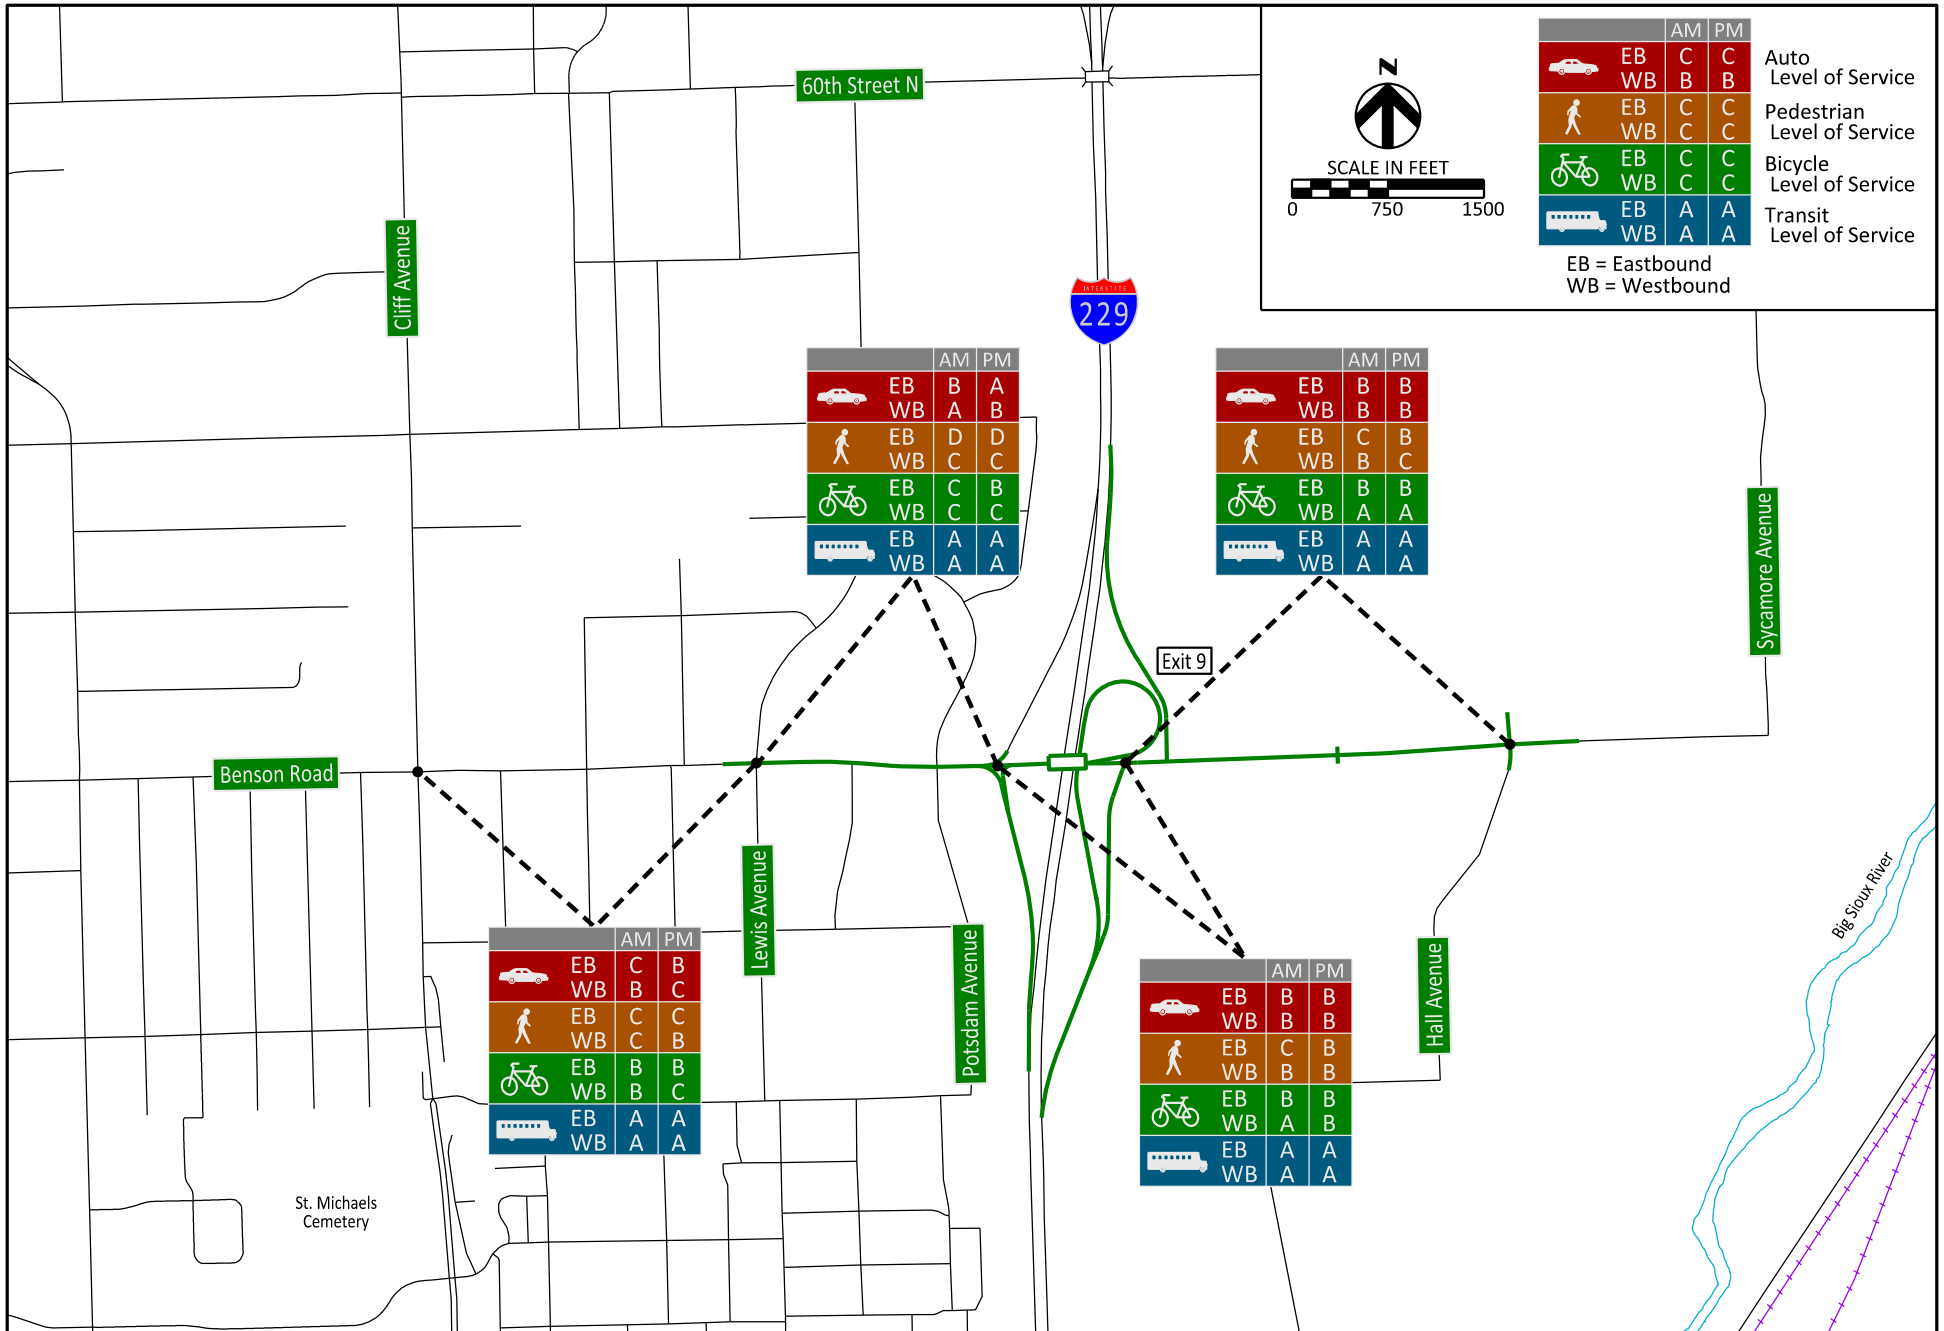 60th Street N
N
SCALE IN FEET
0 750 1500
AM PM
EB C C
WB B B
Auto
Level of Service
EB C C
WB C C
Pedestrian
Level of Service
EB C C
WB C C
Bicycle
Level of Service
EB A A
WB A A
Transit
Level of Service
EB = Eastbound
WB = Westbound
Cliff Avenue
INTERSTATE
229
AM PM
EB B A
WB A B
EB D D
WB C C
EB C B
WB C C
EB A A
WB A A
AM PM
EB B B
WB B B
EB C B
WB B C
EB B B
WB A A
EB A A
WB A A
Sycamore Avenue
Exit 9
Benson Road
Lewis Avenue
Potsdam Avenue
Hall Avenue
Big Sioux River
AM PM
EB C B
WB B C
EB C C
WB C B
EB B B
WB B C
EB A A
WB A A
AM PM
EB B B
WB B B
EB C B
WB B B
EB B B
WB A B
EB A A
WB A A
St. Michaels
Cemetery